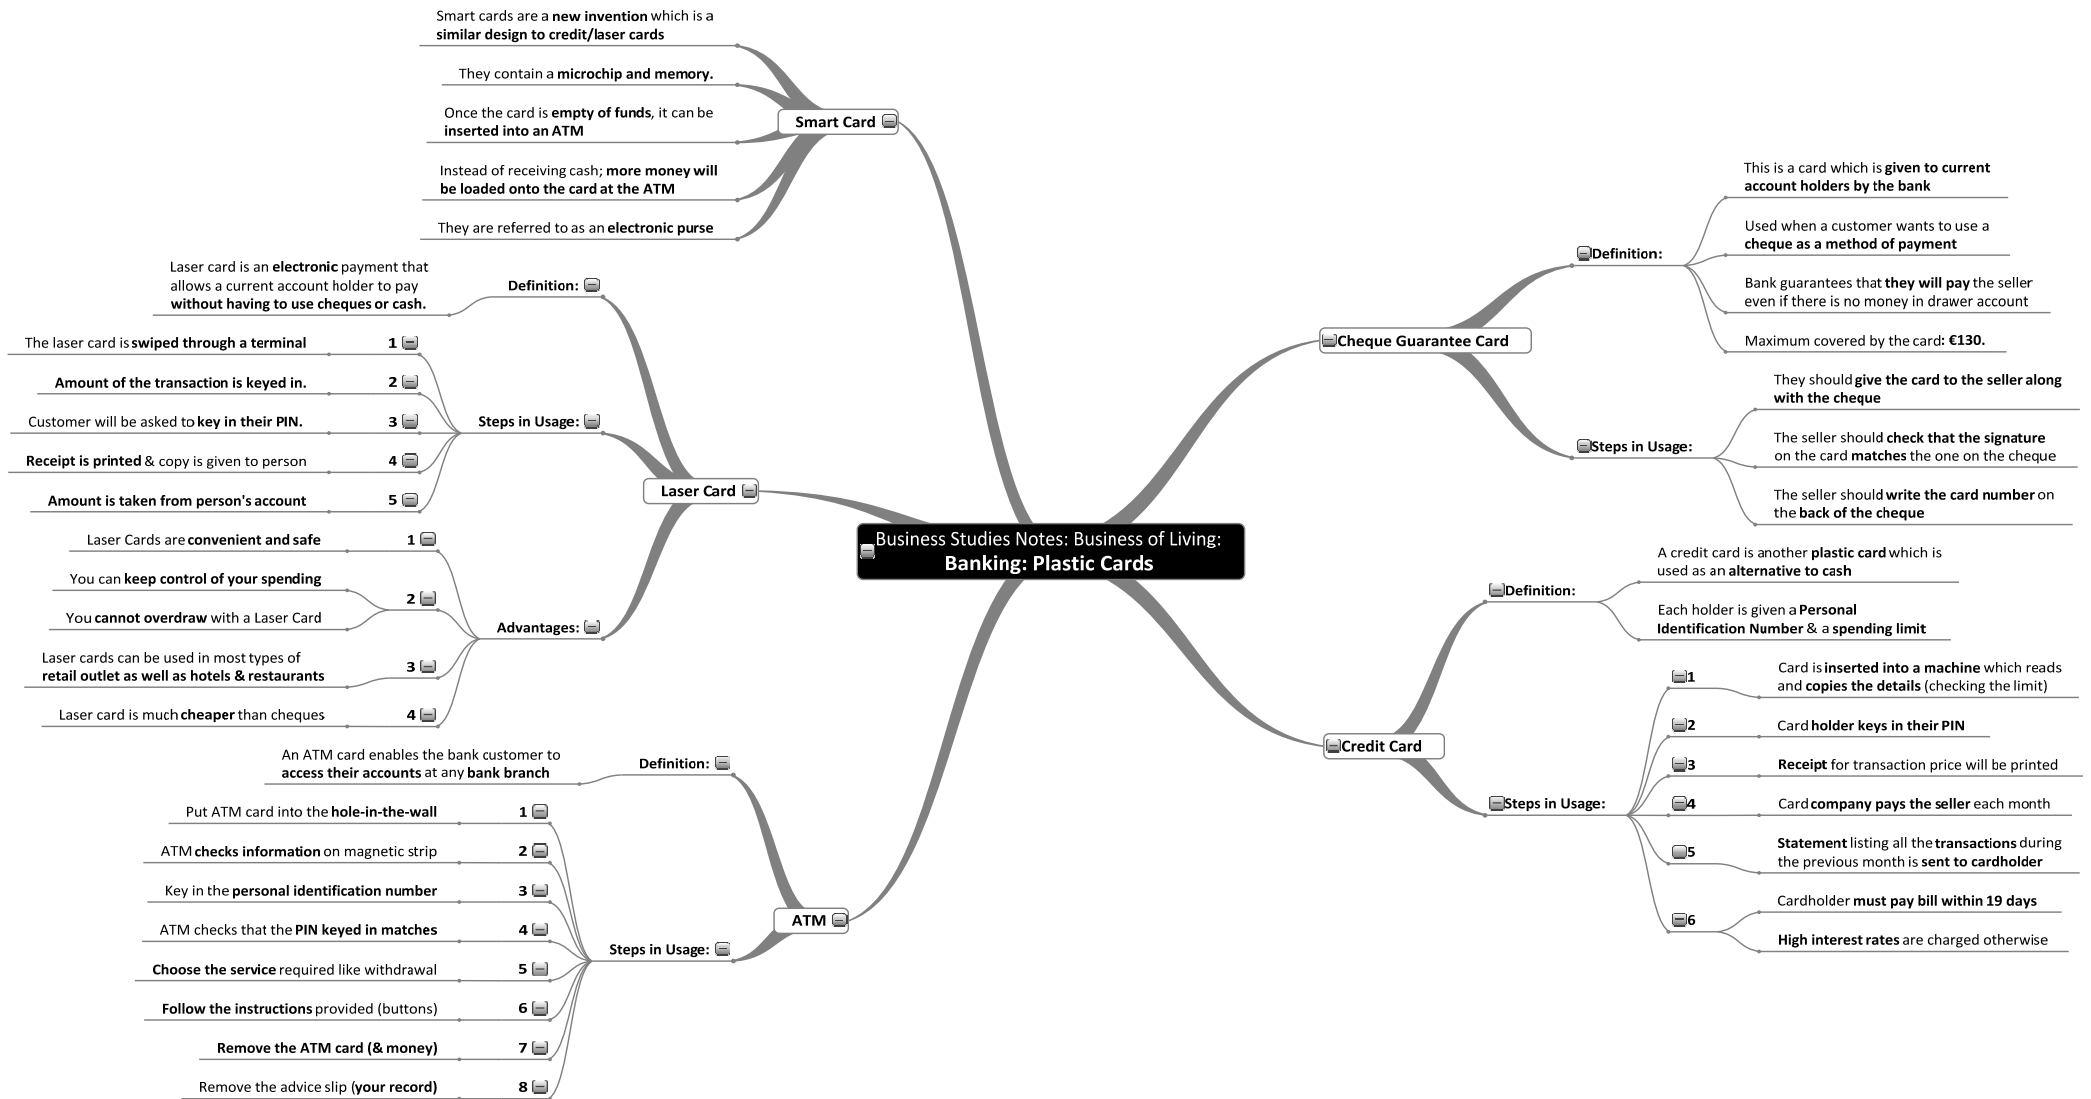 Business Studies Notes: Business of Living:
Banking: Plastic Cards
Smart Card
Smart cards are a new invention which is a
similar design to credit/laser cards
They contain a microchip and memory.
Once the card is empty of funds, it can be
inserted into an ATM
Instead of receiving cash; more money will
be loaded onto the card at the ATM
They are referred to as an electronic purse
Laser Card
Definition:
Laser card is an electronic payment that
allows a current account holder to pay
without having to use cheques or cash.
Steps in Usage:
1
The laser card is swiped through a terminal
2
Amount of the transaction is keyed in.
3
Customer will be asked to key in their PIN.
4
Receipt is printed & copy is given to person
5
Amount is taken from person's account
Advantages:
1
Laser Cards are convenient and safe
2
You can keep control of your spending
You cannot overdraw with a Laser Card
3
Laser cards can be used in most types of
retail outlet as well as hotels & restaurants
4
Laser card is much cheaper than cheques
ATM
Definition:
An ATM card enables the bank customer to
access their accounts at any bank branch
Steps in Usage:
1
Put ATM card into the hole-in-the-wall
2
ATM checks information on magnetic strip
3
Key in the personal identification number
4
ATM checks that the PIN keyed in matches
5
Choose the service required like withdrawal
6
Follow the instructions provided (buttons)
7
Remove the ATM card (& money)
8
Remove the advice slip (your record)
Cheque Guarantee Card
Definition:
This is a card which is given to current
account holders by the bank
Used when a customer wants to use a
cheque as a method of payment
Bank guarantees that they will pay the seller
even if there is no money in drawer account
Maximum covered by the card: €130.
Steps in Usage:
They should give the card to the seller along
with the cheque
The seller should check that the signature
on the card matches the one on the cheque
The seller should write the card number on
the back of the cheque
Credit Card
Definition:
A credit card is another plastic card which is
used as an alternative to cash
Each holder is given a Personal
Identification Number & a spending limit
Steps in Usage:
1
Card is inserted into a machine which reads
and copies the details (checking the limit)
2
Card holder keys in their PIN
3
Receipt for transaction price will be printed
4
Card company pays the seller each month
5
Statement listing all the transactions during
the previous month is sent to cardholder
6
Cardholder must pay bill within 19 days
High interest rates are charged otherwise